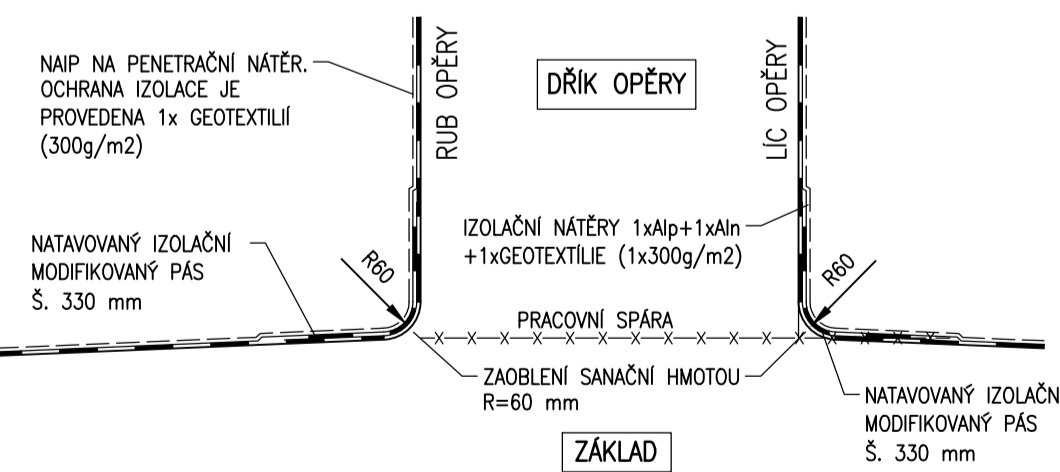 NAIP NA PENETRAČNÍ NÁTĚR.
OCHRANA IZOLACE JE
PROVEDENA 1x GEOTEXTILIÍ
(300g/m2)
RUB OPĚRY
DŘÍK OPĚRY
LÍC OPĚRY
IZOLAČNÍ NÁTĚRY 1xAlp+1xAln
+1xGEOTEXTÍLIE (1x300g/m2)
NATAVOVANÝ IZOLAČNÍ
MODIFIKOVANÝ PÁS
Š. 330 mm
R60
R60
PRACOVNÍ SPÁRA
ZAOBLENÍ SANAČNÍ HMOTOU
R=60 mm
NATAVOVANÝ IZOLAČN
MODIFIKOVANÝ PÁS
Š. 330 mm
ZÁKLAD